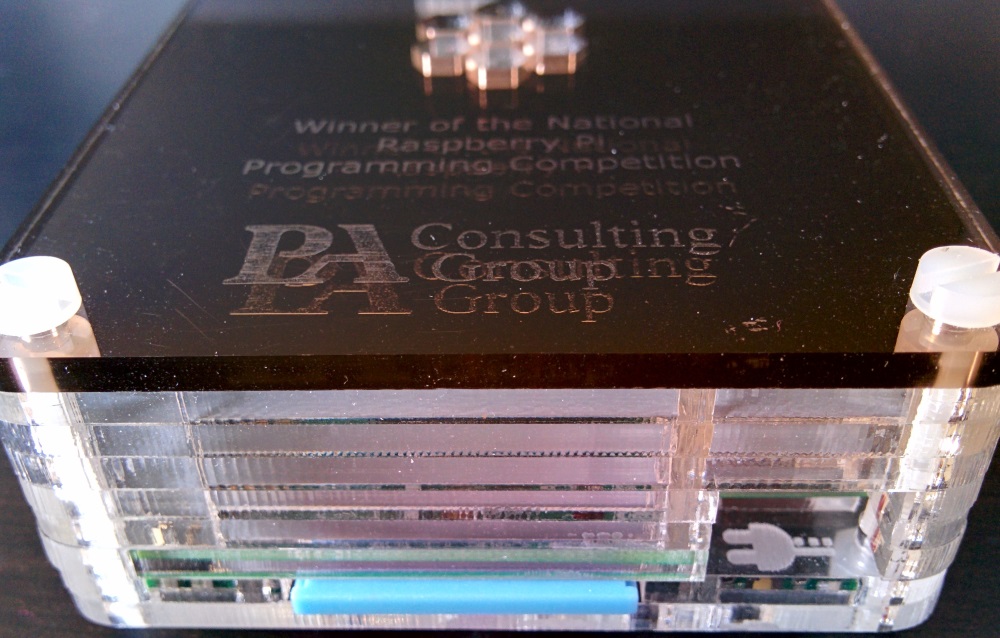 Winner of the National
Raspberry Pi
Programming Competition
PA Consulting
Group